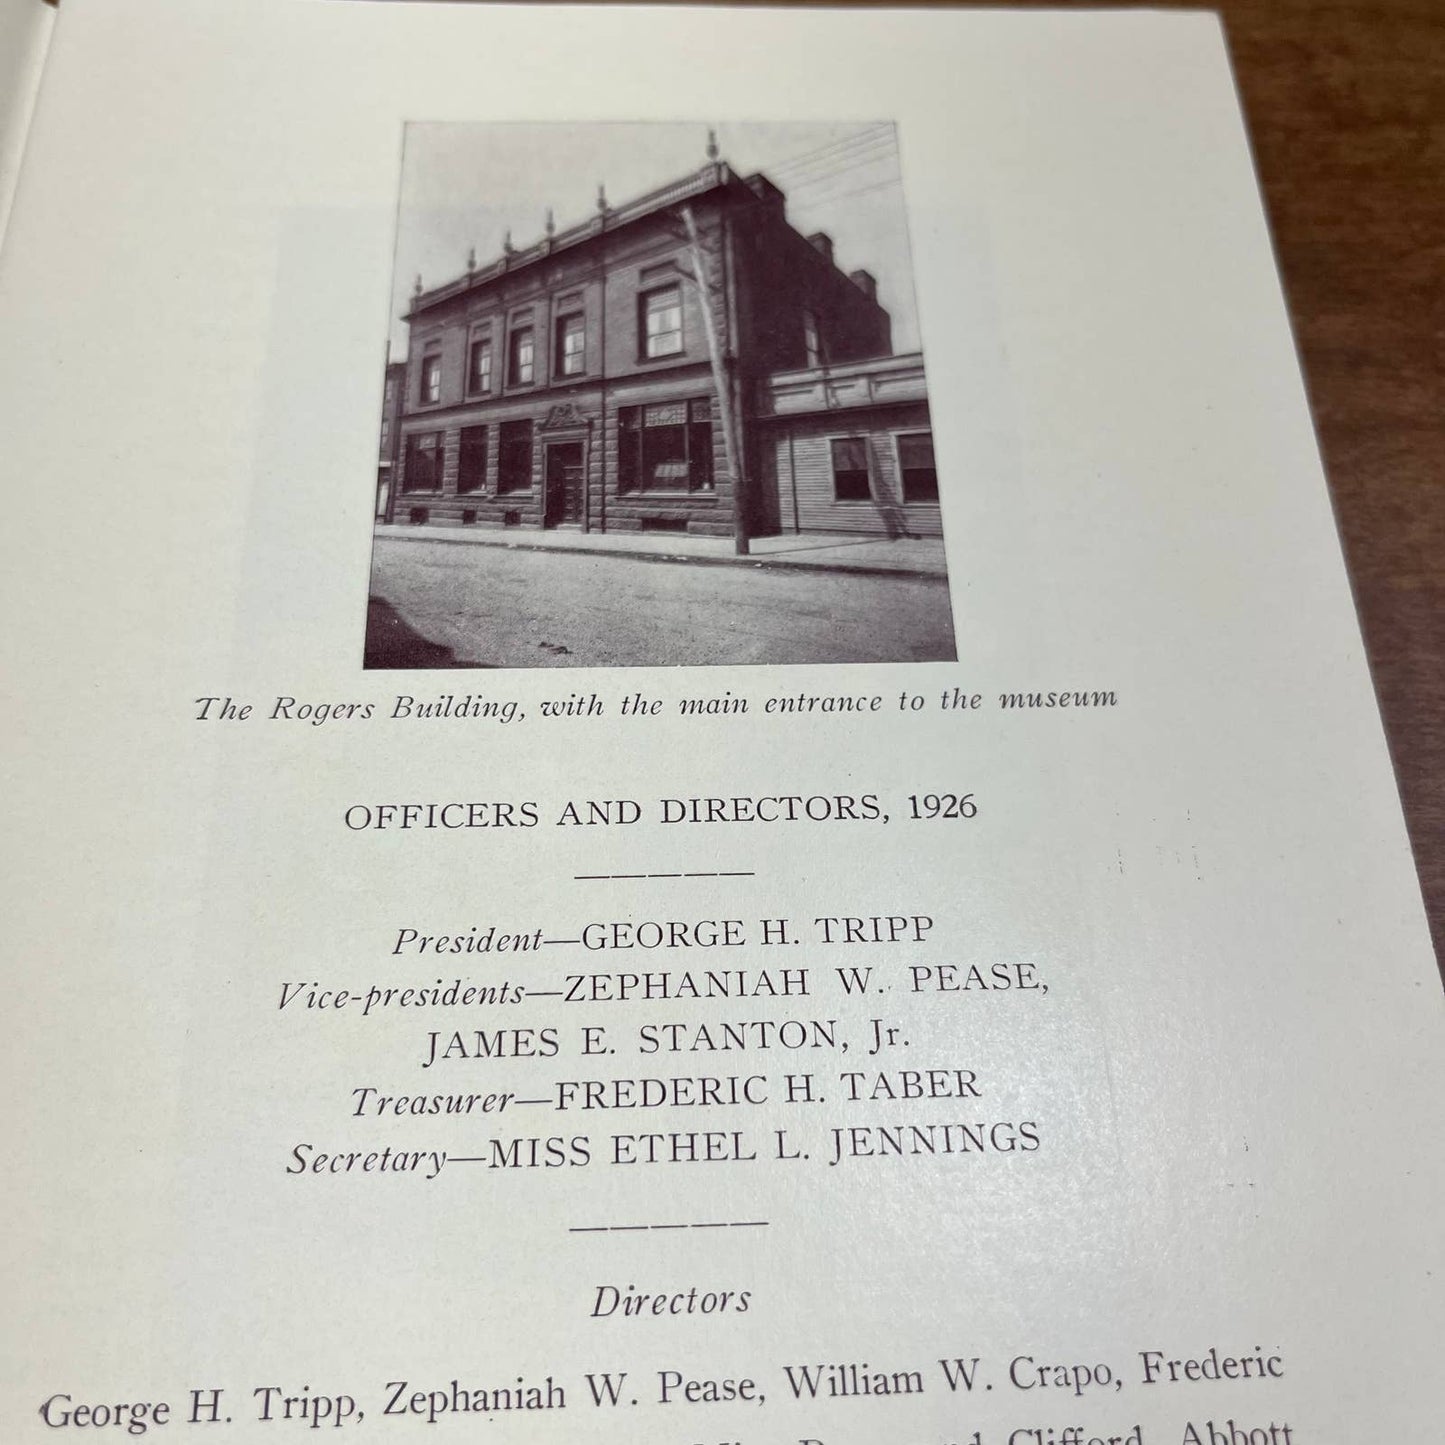 The Rogers Building, with the main entrance to the museum
OFFICERS AND DIRECTORS, 1926
President—GEORGE H. TRIPP
Vice-presidents—ZEPHANIAH W. PEASE,
JAMES E. STANTON, Jr.
Treasurer—FREDERIC H. TABER
Secretary—MISS ETHEL L. JENNINGS
Directors
George H. Tripp, Zephaniah W. Pease, William W. Crapo, Frederic
Clifford, Abbott